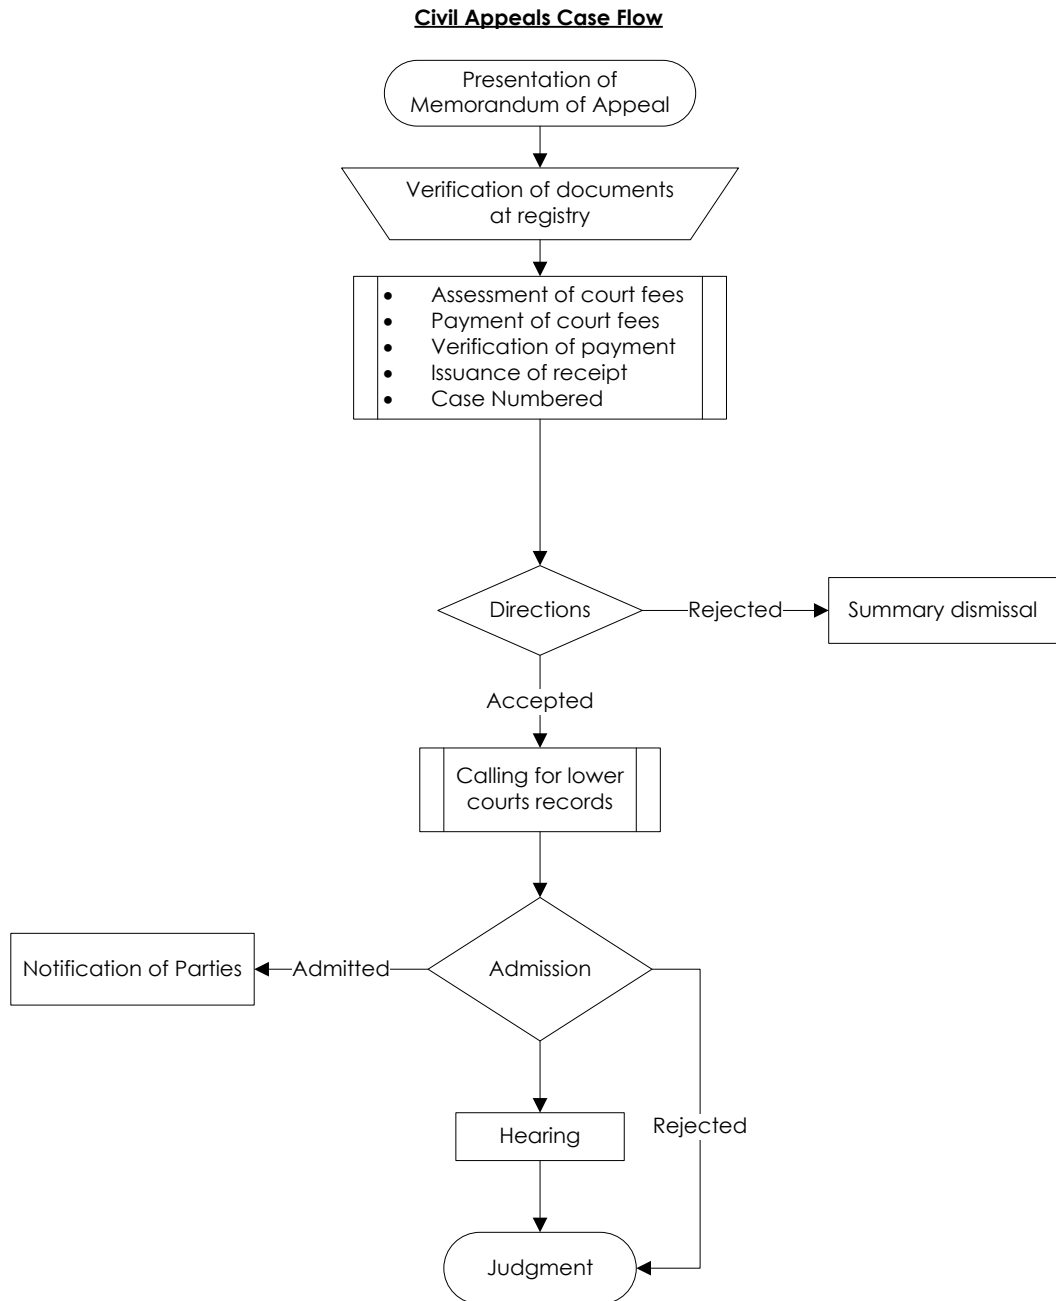 Civil Appeals Case Flow
Presentation of
Memorandum of Appeal
Verification of documents
at registry
• Assessment of court fees
• Payment of court fees
• Verification of payment
• Issuance of receipt
• Case Numbered
Directions
Rejected
Summary dismissal
Accepted
Calling for lower
courts records
Notification of Parties
Admitted
Admission
Hearing
Rejected
Judgment